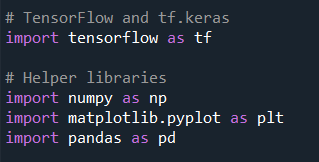 # TensorFlow and tf.keras
import tensorflow as tf
# Helper libraries
import numpy as np
import matplotlib.pyplot as plt
import pandas as pd